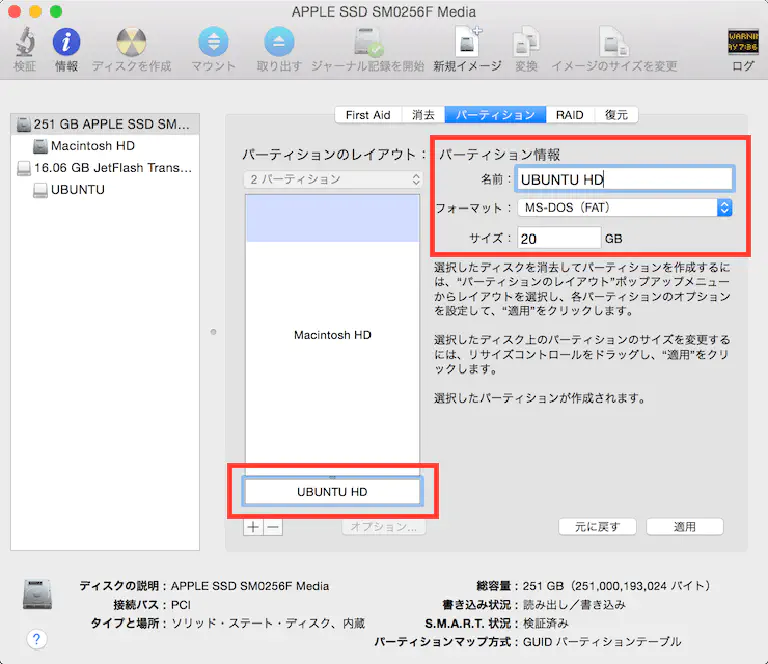 APPLE SSD SM0256F Media
検証
情報
ディスクを作成
マウント
取り出す
ジャーナル記録を開始
新規イメージ
変換
イメージのサイズを変更
ログ
WARNIN
AY 7:86
251 GB APPLE SSD SM...
Macintosh HD
16.06 GB JetFlash Trans...
UBUNTU
First Aid
消去
パーティション
RAID
復元
パーティションのレイアウト：
2 パーティション
Macintosh HD
UBUNTU HD
オプション...
パーティション情報
名前： UBUNTU HD
フォーマット： MS-DOS（FAT）
サイズ： 20 GB
選択したディスクを消去してパーティションを作成するに
は、“パーティションのレイアウト”ポップアップメニュー
からレイアウトを選択し、各パーティションのオプション
を設定して、“適用”をクリックします。
選択したディスク上のパーティションのサイズを変更する
には、リサイズコントロールをドラッグし、“適用”をクリ
ックします。
選択したパーティションが作成されます。
元に戻す
適用
ディスクの説明： APPLE SSD SM0256F Media
接続バス： PCI
タイプと場所： ソリッド・ステート・ディスク、内蔵
総容量： 251 GB（251,000,193,024 バイト）
書き込み状況： 読み出し／書き込み
S.M.A.R.T. 状況： 検証済み
パーティションマップ方式： GUID パーティションテーブル
?